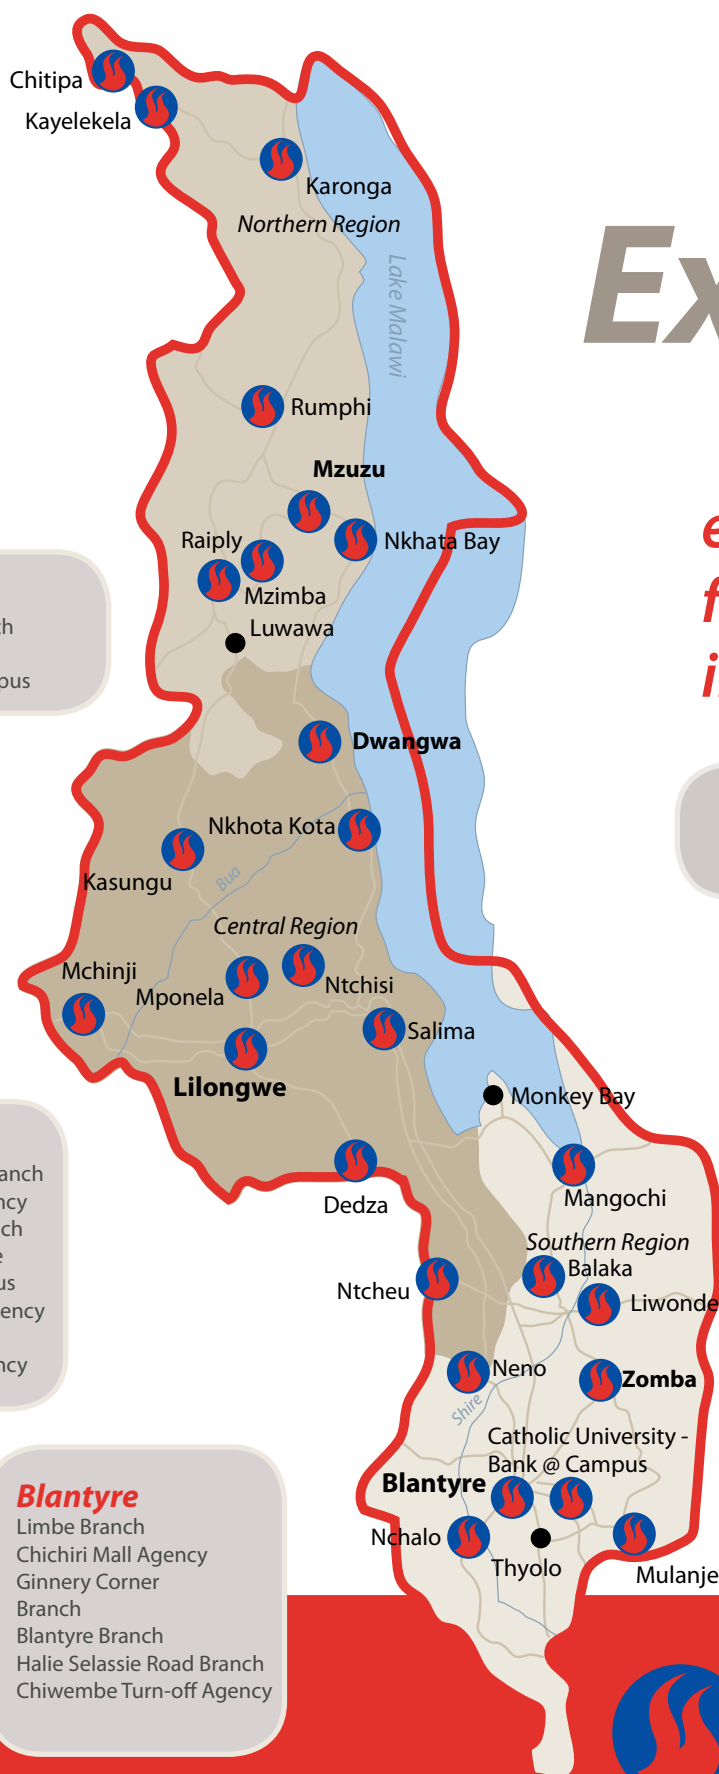 Chitipa
Kayelekela
Karonga
Northern Region
Lake Malawi
Ex
Rumphi
Mzuzu
Raiply
Nkhata Bay
Mzimba
Luwawa
Dwangwa
Nkhota Kota
Kasungu
Bua
Central Region
Mchinji
Mponela
Ntchisi
Salima
Lilongwe
Monkey Bay
Dedza
Mangochi
Southern Region
Balaka
Ntcheu
Liwonde
Neno
Zomba
Shire
Catholic University -
Bank @ Campus
Blantyre
Nchalo
Thyolo
Mulanje
Blantyre
Limbe Branch
Chichiri Mall Agency
Ginnery Corner
Branch
Blantyre Branch
Halie Selassie Road Branch
Chiwembe Turn-off Agency